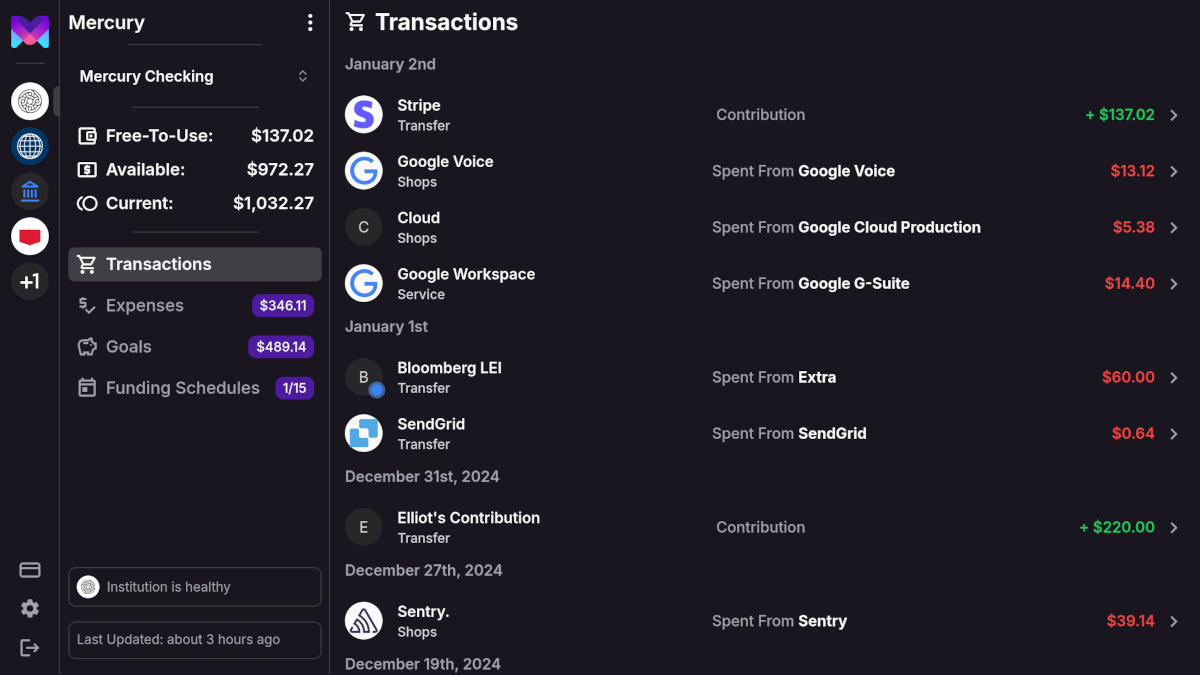 Mercury
Mercury Checking
Free-To-Use: $137.02
Available: $972.27
Current: $1,032.27
Transactions
Expenses $346.11
Goals $489.14
Funding Schedules 1/15
+1
Institution is healthy
Last Updated: about 3 hours ago
Transactions
January 2nd
S
Stripe
Transfer
Contribution
+ $137.02
G
Google Voice
Shops
Spent From Google Voice
$13.12
C
Cloud
Shops
Spent From Google Cloud Production
$5.38
G
Google Workspace
Service
Spent From Google G-Suite
$14.40
January 1st
B
Bloomberg LEI
Transfer
Spent From Extra
$60.00
SendGrid
Transfer
Spent From SendGrid
$0.64
December 31st, 2024
E
Elliot's Contribution
Transfer
Contribution
+ $220.00
December 27th, 2024
Sentry.
Shops
Spent From Sentry
$39.14
December 19th, 2024